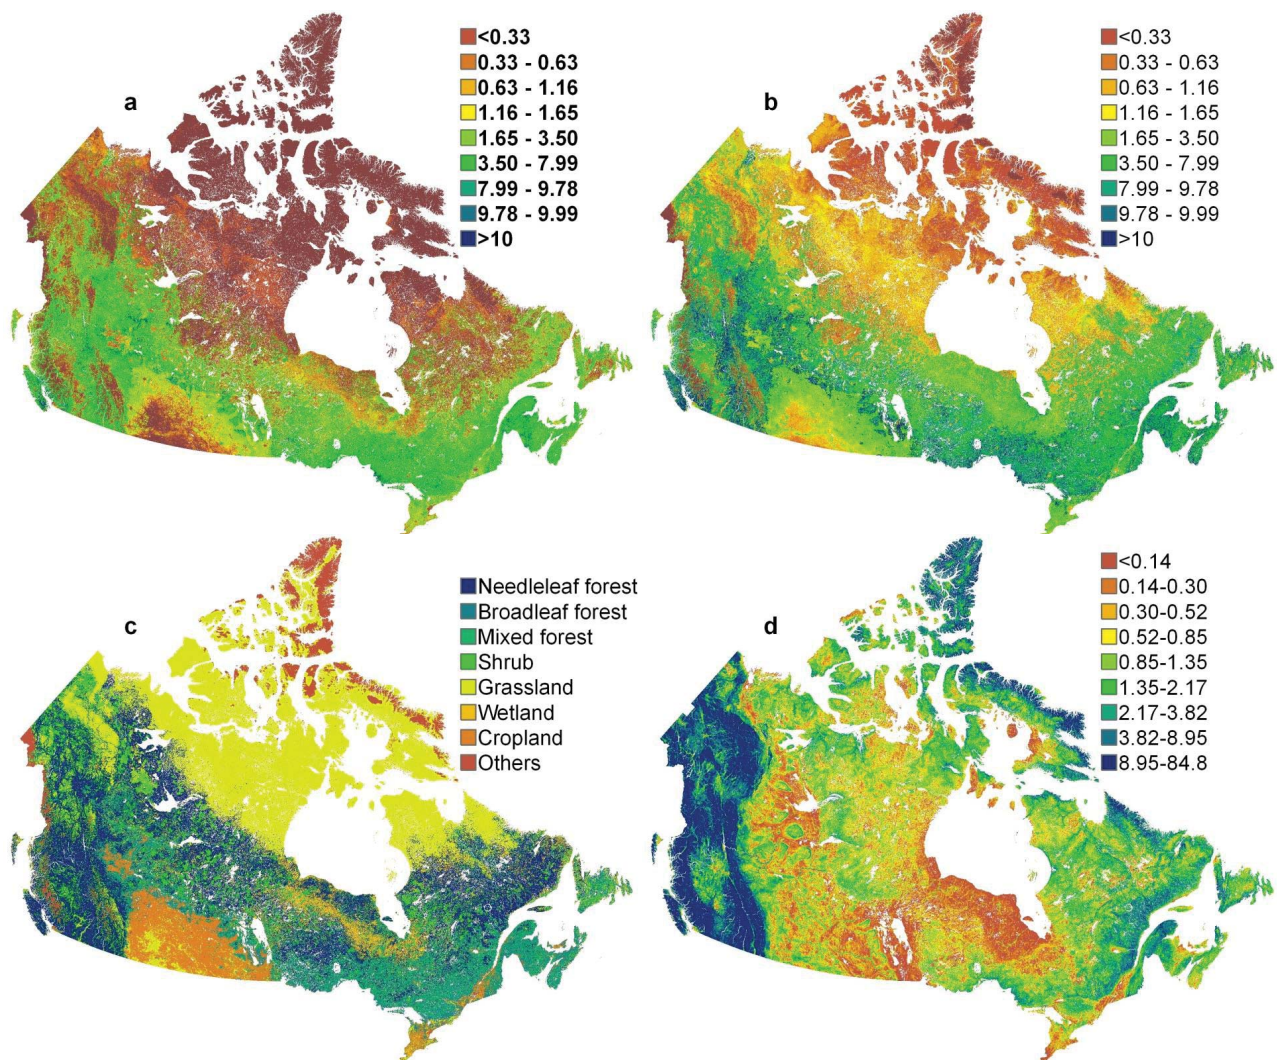 a
<0.33
0.33 - 0.63
0.63 - 1.16
1.16 - 1.65
1.65 - 3.50
3.50 - 7.99
7.99 - 9.78
9.78 - 9.99
>10
b
<0.33
0.33 - 0.63
0.63 - 1.16
1.16 - 1.65
1.65 - 3.50
3.50 - 7.99
7.99 - 9.78
9.78 - 9.99
>10
c
Needleleaf forest
Broadleaf forest
Mixed forest
Shrub
Grassland
Wetland
Cropland
Others
d
<0.14
0.14-0.30
0.30-0.52
0.52-0.85
0.85-1.35
1.35-2.17
2.17-3.82
3.82-8.95
8.95-84.8